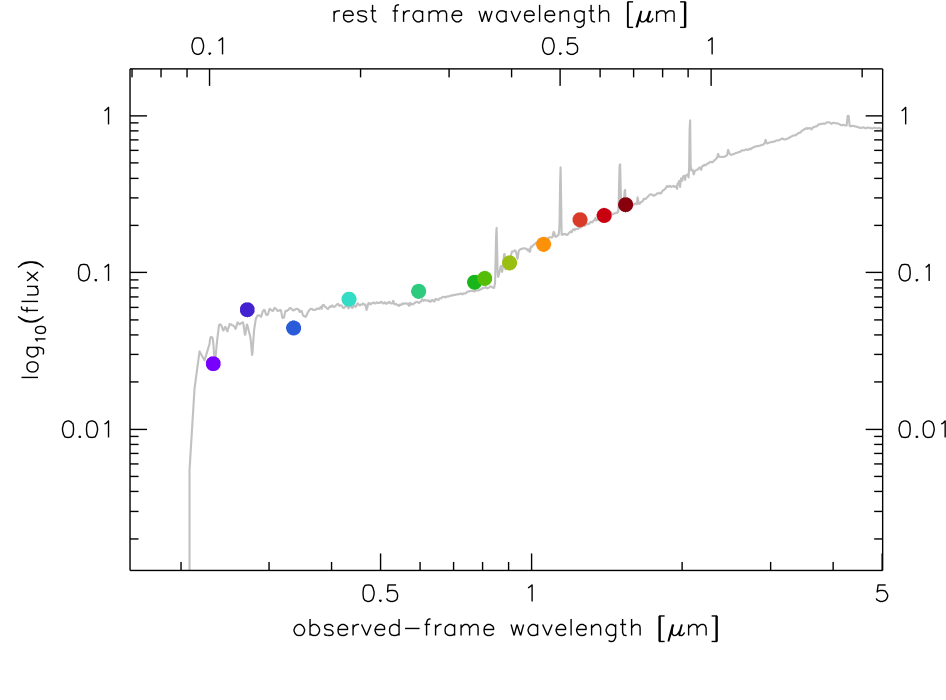 rest frame wavelength [μm]
0.1 0.5 1
1 1
0.1 0.1
0.01 0.01
log10(flux)
0.5 1 5
observed-frame wavelength [μm]